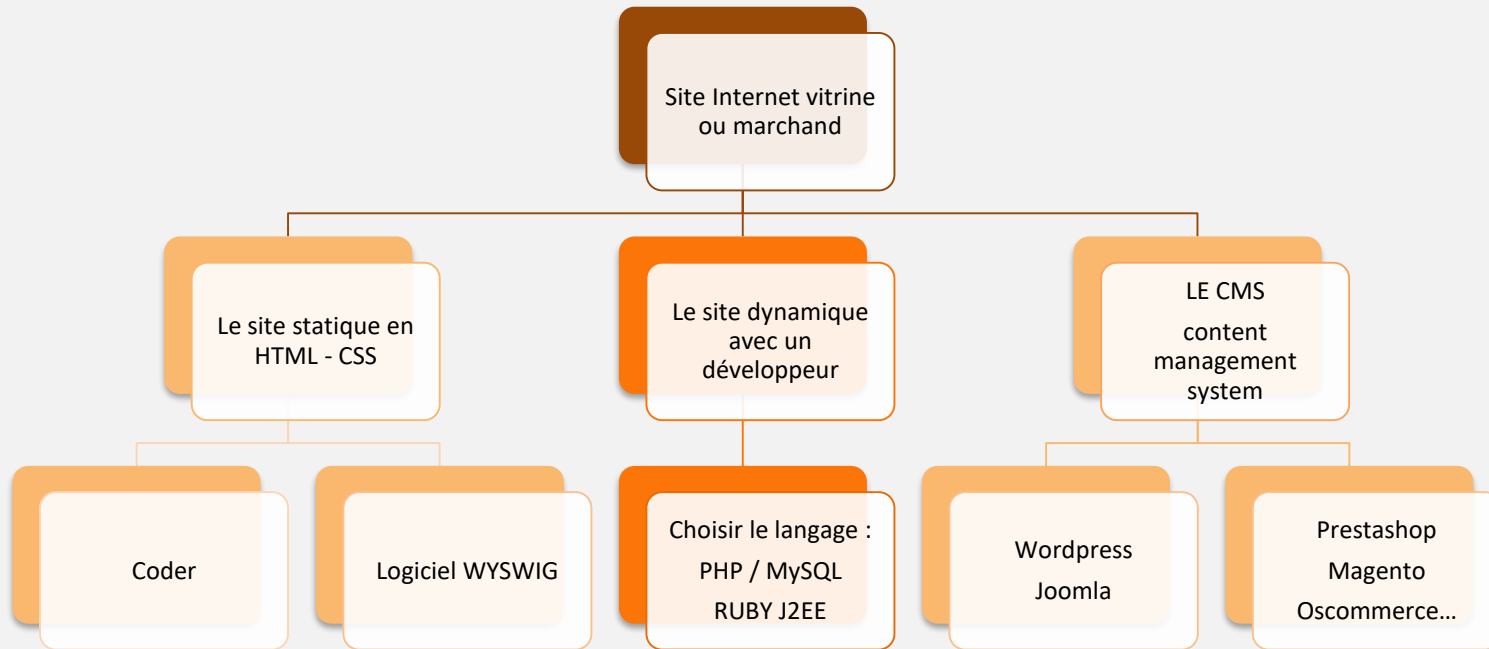 Site Internet vitrine
ou marchand
Le site statique en
HTML - CSS
Le site dynamique
avec un
développeur
LE CMS
content
management
system
Coder
Logiciel WYSWIG
Choisir le langage :
PHP / MySQL
RUBY J2EE
Wordpress
Joomla
Prestashop
Magento
Oscommerce…